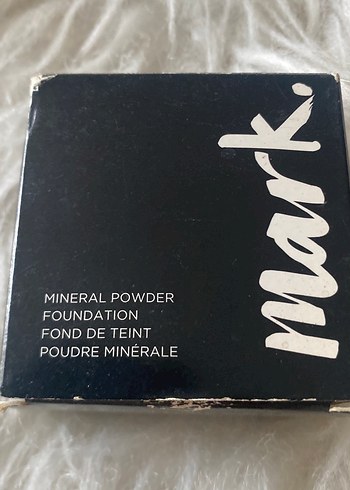 mark.
MINERAL POWDER
FOUNDATION
FOND DE TEINT
POUDRE MINÉRALE